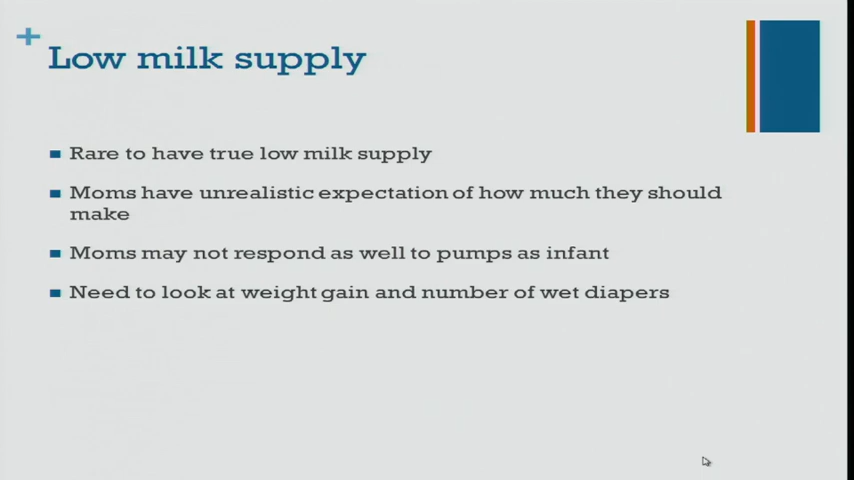 Low milk supply
Rare to have true low milk supply
Moms have unrealistic expectation of how much they should
make
Moms may not respond as well to pumps as infant
Need to look at weight gain and number of wet diapers